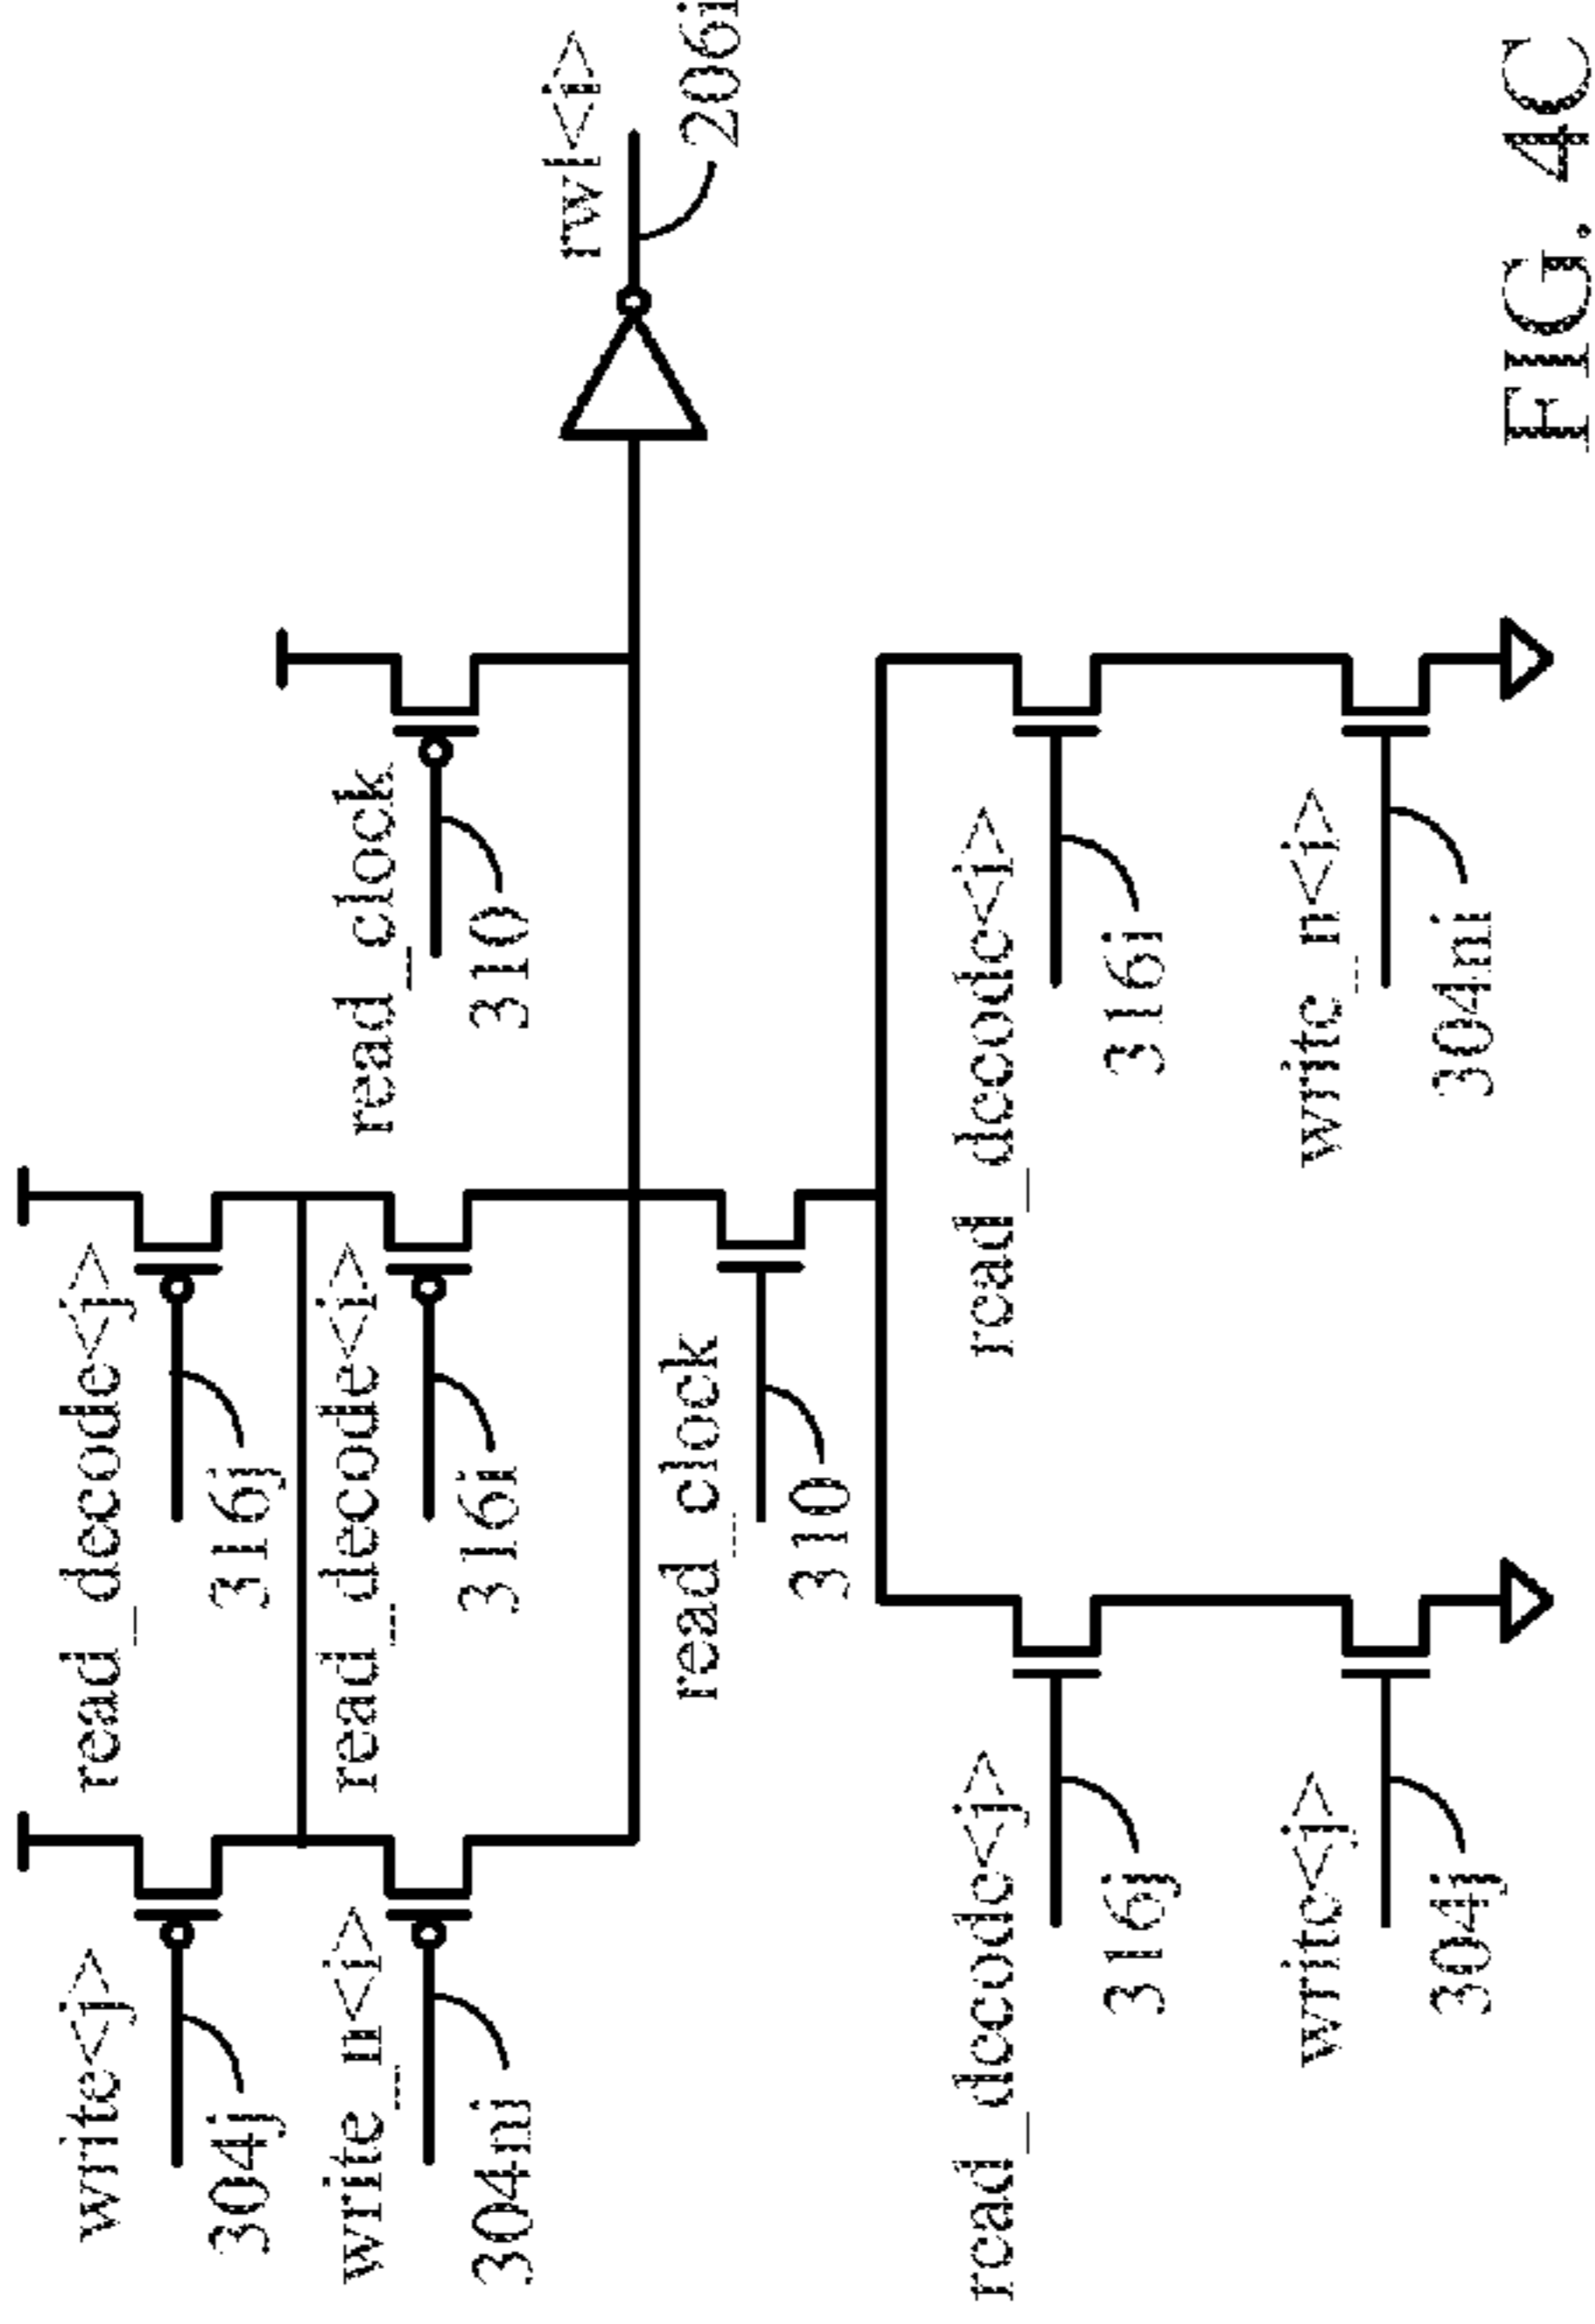 write<j>
304j
write_n<i>
304ni
read_decode<j>
316j
read_decode<i>
316i
read_clock
310
rwl<i>
206i
read_clock
310
read_decode<j>
316j
write<j>
304j
read_decode<i>
316i
write_n<i>
304ni
FIG. 4C